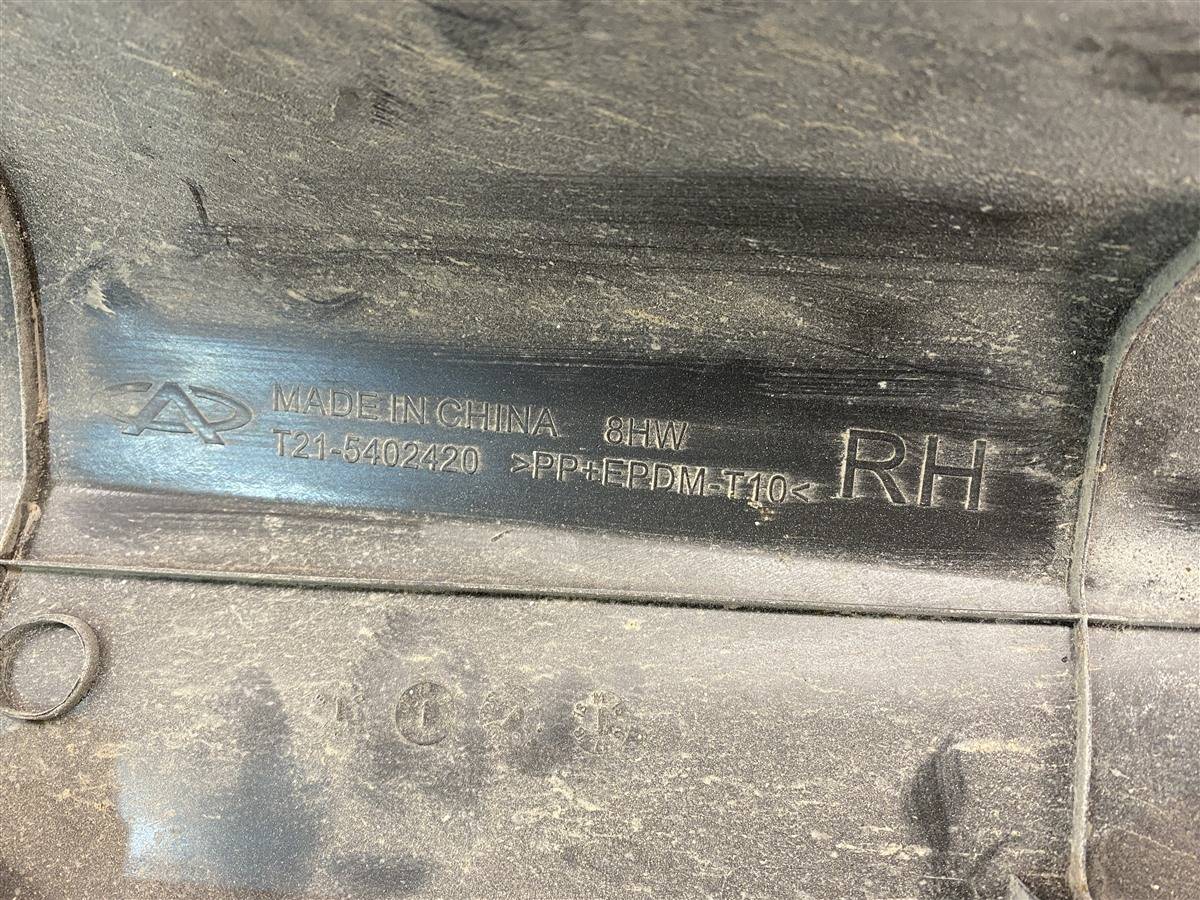 MADE IN CHINA 8HW
T21-5402420 >PP+EPDM-T10<
RH